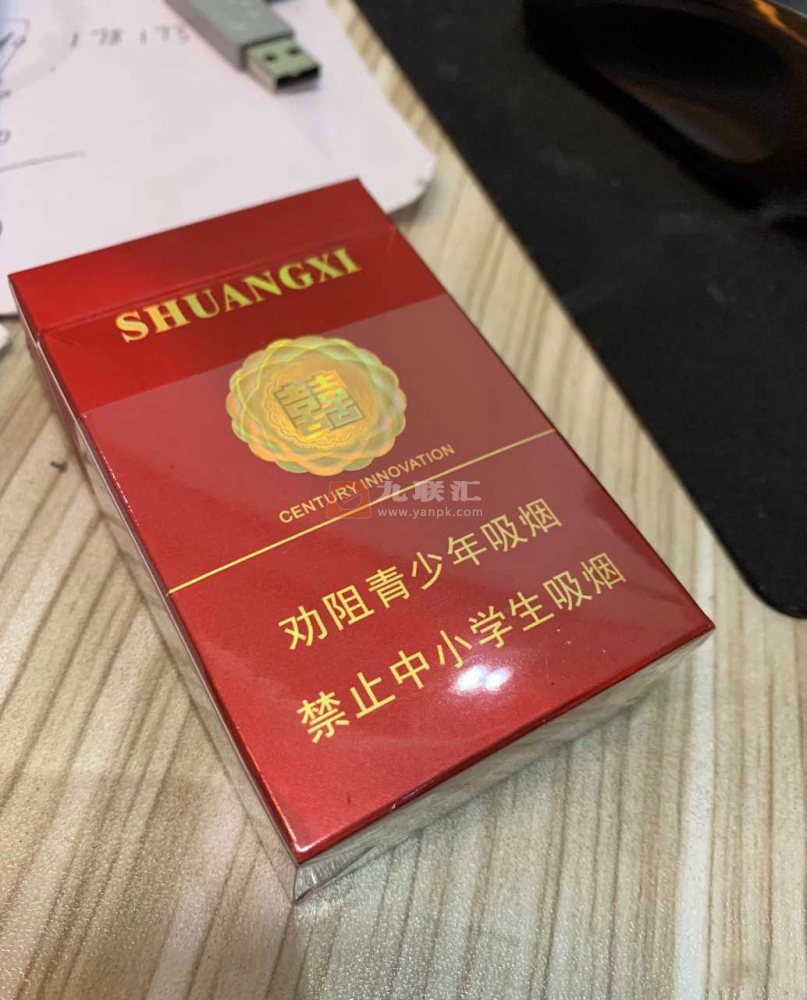 178175
SHUANGXI
囍
CENTURY INNOVATION
九联汇
www.yanpk.com
劝阻青少年吸烟
禁止中小学生吸烟